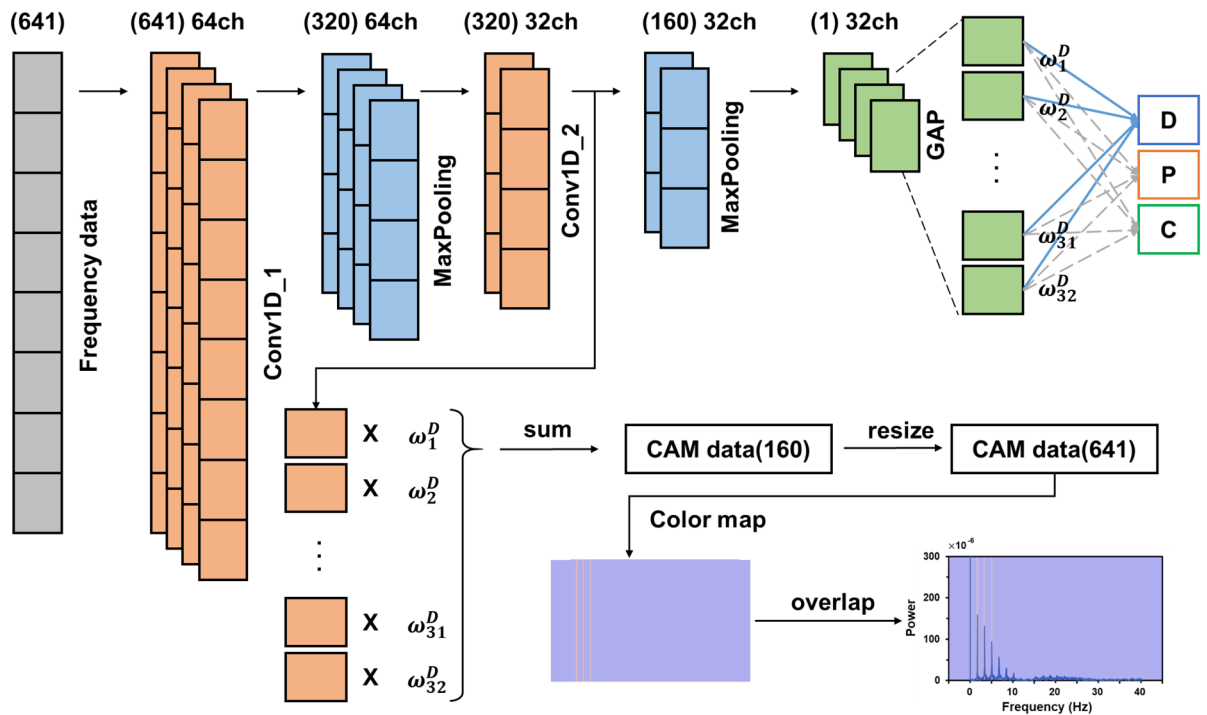 (641)
(641) 64ch
(320) 64ch
(320) 32ch
(160) 32ch
(1) 32ch
Frequency data
Conv1D_1
MaxPooling
Conv1D_2
MaxPooling
GAP
ω₁ᴰ
ω₂ᴰ
⋮
ω₃₁ᴰ
ω₃₂ᴰ
D
P
C
X ω₁ᴰ
X ω₂ᴰ
⋮
X ω₃₁ᴰ
X ω₃₂ᴰ
sum
CAM data(160)
resize
CAM data(641)
Color map
overlap
×10⁻⁶
300
200
100
0
Power
0 10 20 30 40
Frequency (Hz)